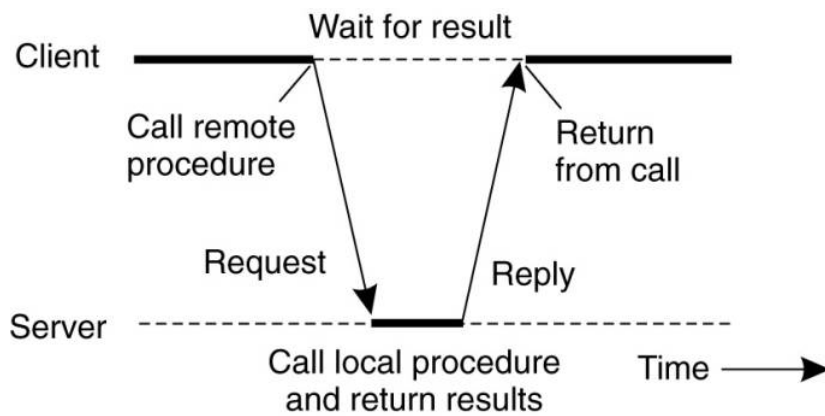 Wait for result
Client
Call remote
procedure
Return
from call
Request
Reply
Server
Call local procedure
and return results
Time